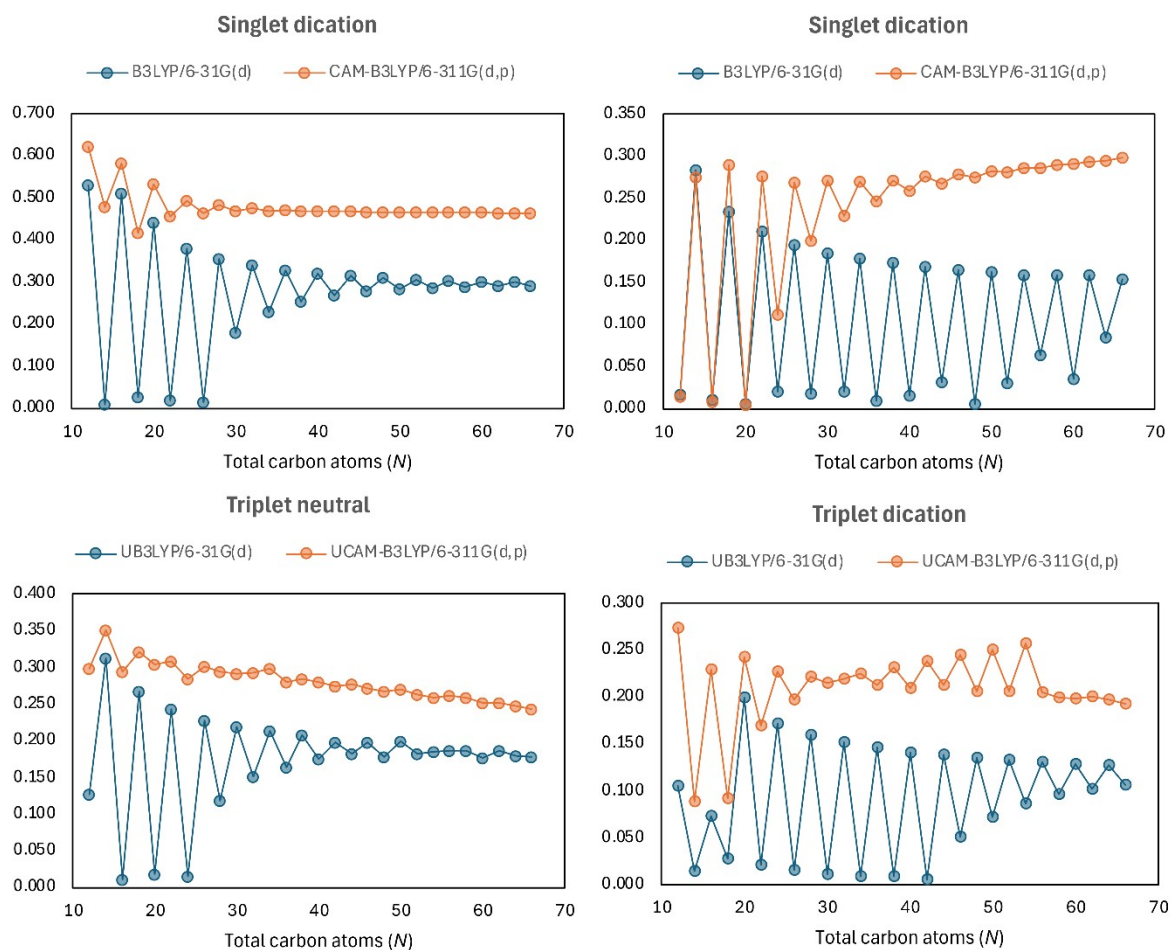 Singlet dication
B3LYP/6-31G(d) CAM-B3LYP/6-311G(d,p)
0.700
0.600
0.500
0.400
0.300
0.200
0.100
0.000
10 20 30 40 50 60 70
Total carbon atoms (N)
Singlet dication
B3LYP/6-31G(d) CAM-B3LYP/6-311G(d,p)
0.350
0.300
0.250
0.200
0.150
0.100
0.050
0.000
10 20 30 40 50 60 70
Total carbon atoms (N)
Triplet neutral
UB3LYP/6-31G(d) UCAM-B3LYP/6-311G(d,p)
0.400
0.350
0.300
0.250
0.200
0.150
0.100
0.050
0.000
10 20 30 40 50 60 70
Total carbon atoms (N)
Triplet dication
UB3LYP/6-31G(d) UCAM-B3LYP/6-311G(d,p)
0.300
0.250
0.200
0.150
0.100
0.050
0.000
10 20 30 40 50 60 70
Total carbon atoms (N)